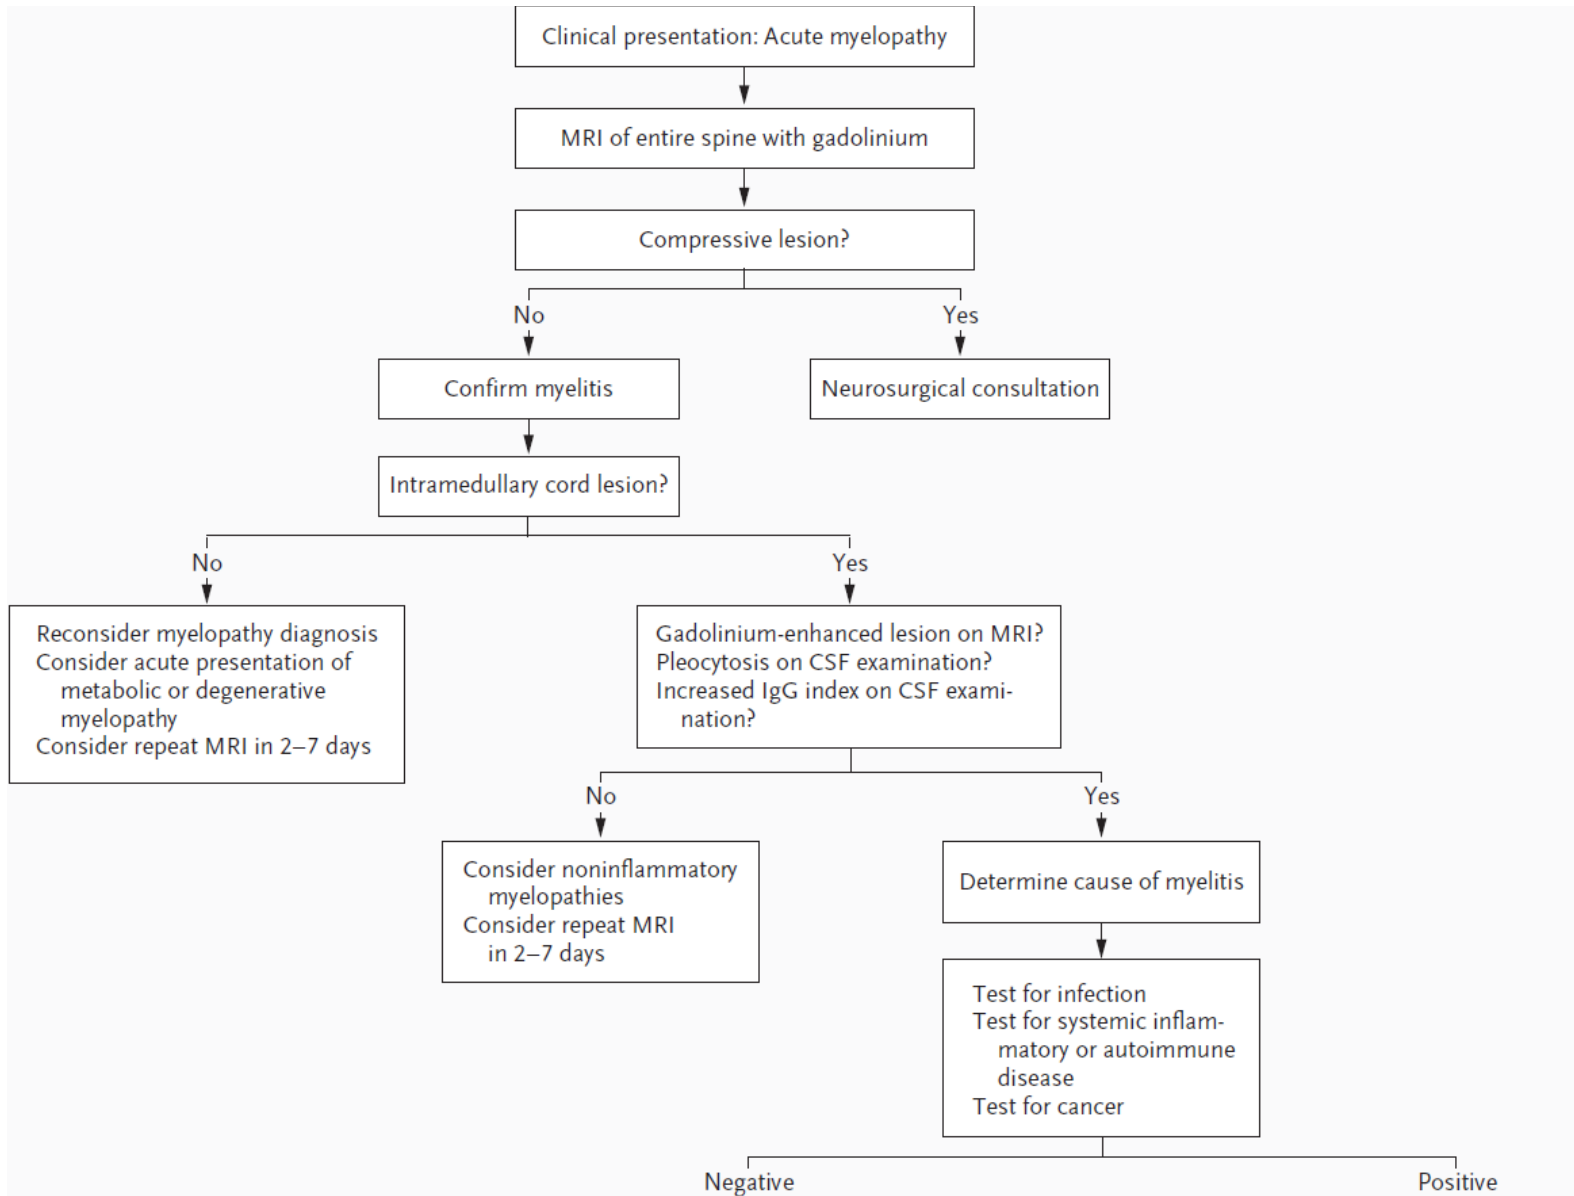 Clinical presentation: Acute myelopathy
MRI of entire spine with gadolinium
Compressive lesion?
No
Yes
Confirm myelitis
Neurosurgical consultation
Intramedullary cord lesion?
No
Yes
Reconsider myelopathy diagnosis
Consider acute presentation of
metabolic or degenerative
myelopathy
Consider repeat MRI in 2–7 days
Gadolinium-enhanced lesion on MRI?
Pleocytosis on CSF examination?
Increased IgG index on CSF exami-
nation?
No
Yes
Consider noninflammatory
myelopathies
Consider repeat MRI
in 2–7 days
Determine cause of myelitis
Test for infection
Test for systemic inflam-
matory or autoimmune
disease
Test for cancer
Negative
Positive